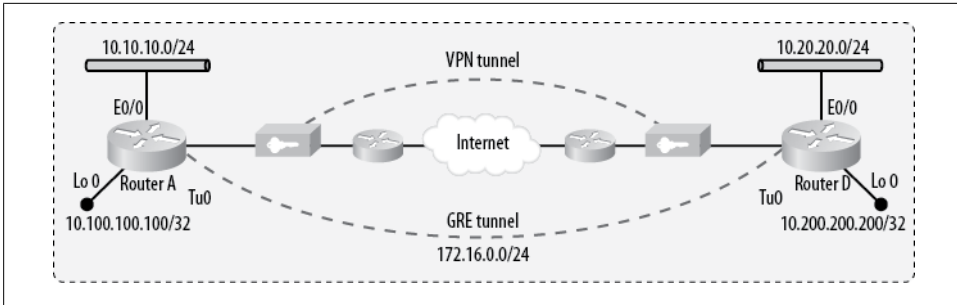 10.10.10.0/24
10.20.20.0/24
VPN tunnel
E0/0
E0/0
Internet
Router A
Router D
Lo 0
Tu0
Tu0
Lo 0
10.100.100.100/32
GRE tunnel
10.200.200.200/32
172.16.0.0/24